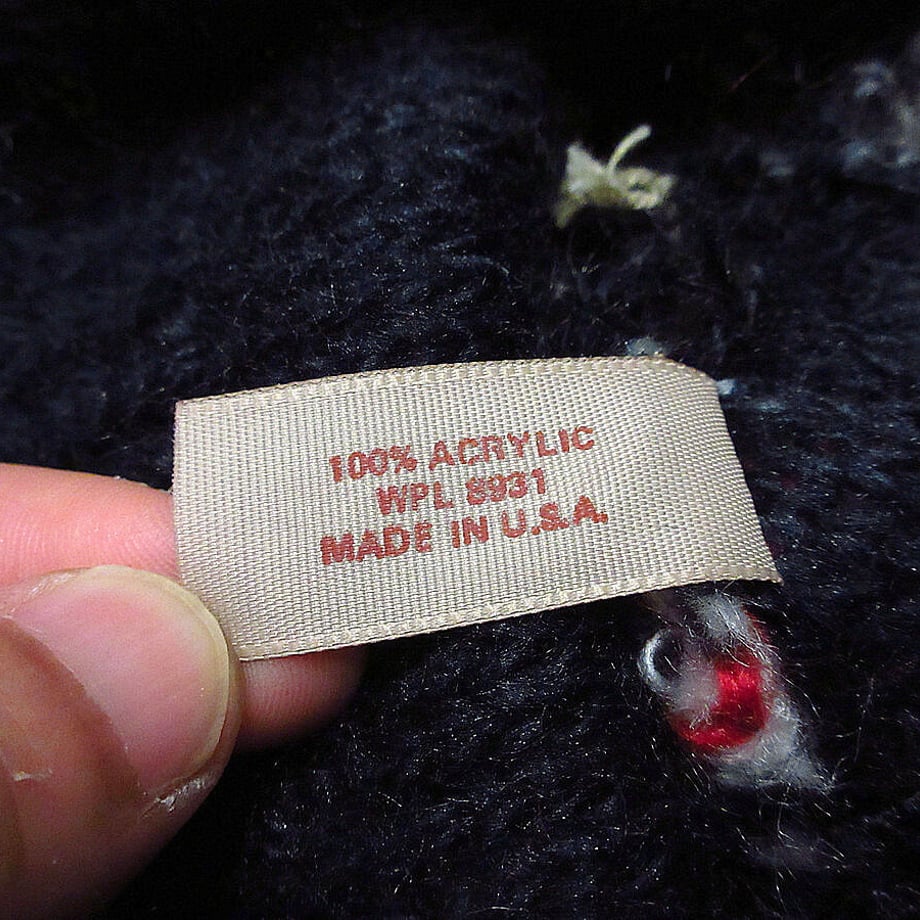 100% ACRYLIC
WPL 8931
MADE IN U.S.A.